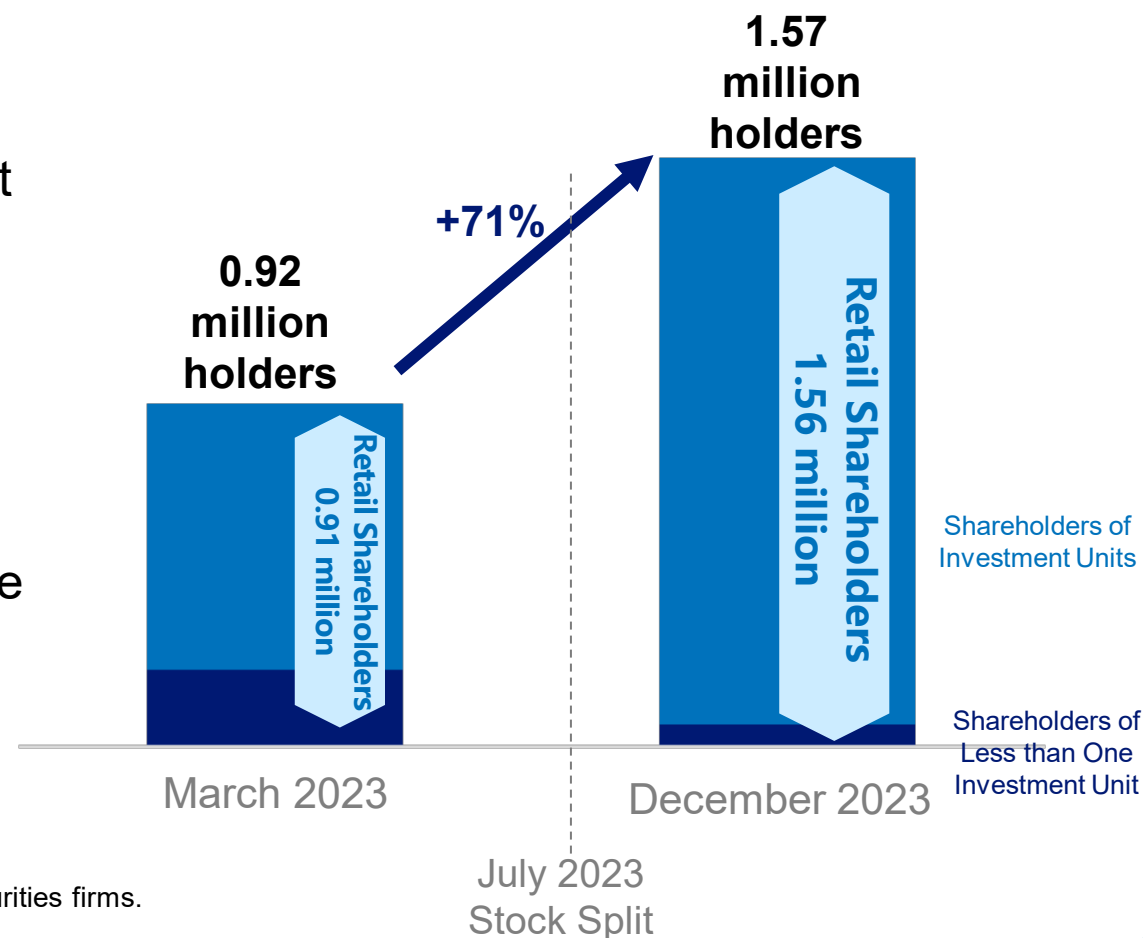 1.57
million
holders
t
+71%
0.92
million
holders
Retail Shareholders
1.56 million
Retail Shareholders
0.91 million
Shareholders of
Investment Units
e
Shareholders of
Less than One
Investment Unit
March 2023
December 2023
July 2023
Stock Split
rities firms.